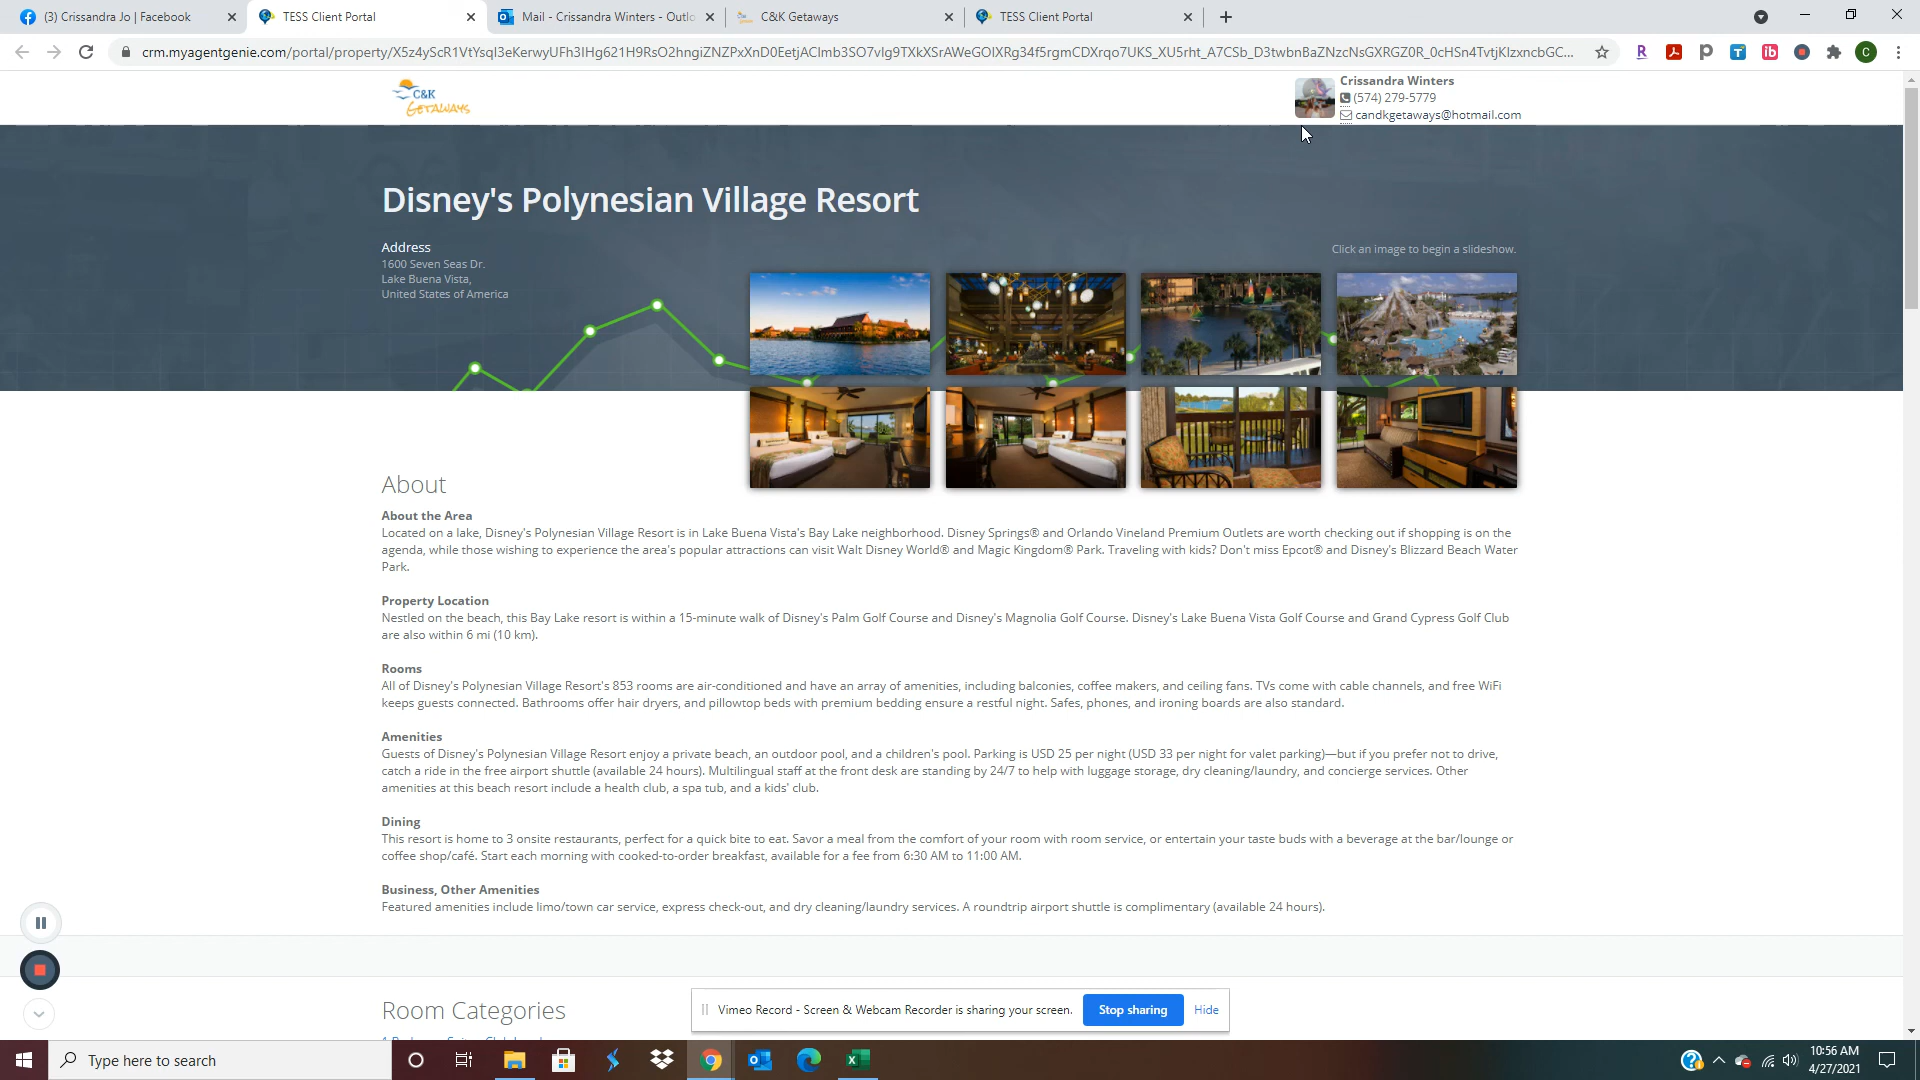 (3) Crissandra Jo | Facebook
TESS Client Portal
Mail - Crissandra Winters - Outlo
C&K Getaways
TESS Client Portal
crm.myagentgenie.com/portal/property/
C&K
GETAWAYS
Crissandra Winters
(574) 279-5779
candkgetaways@hotmail.com
Disney's Polynesian Village Resort
Address
1600 Seven Seas Dr.
Lake Buena Vista,
United States of America
Click an image to begin a slideshow.
About
About the Area
Located on a lake, Disney's Polynesian Village Resort is in Lake Buena Vista's Bay Lake neighborhood. Disney Springs® and Orlando Vineland Premium Outlets are worth checking out if shopping is on the
agenda, while those wishing to experience the area's popular attractions can visit Walt Disney World® and Magic Kingdom® Park. Traveling with kids? Don't miss Epcot® and Disney's Blizzard Beach Water
Park.
Property Location
Nestled on the beach, this Bay Lake resort is within a 15-minute walk of Disney's Palm Golf Course and Disney's Magnolia Golf Course. Disney's Lake Buena Vista Golf Course and Grand Cypress Golf Club
are also within 6 mi (10 km).
Rooms
All of Disney's Polynesian Village Resort's 853 rooms are air-conditioned and have an array of amenities, including balconies, coffee makers, and ceiling fans. TVs come with cable channels, and free WiFi
keeps guests connected. Bathrooms offer hair dryers, and pillowtop beds with premium bedding ensure a restful night. Safes, phones, and ironing boards are also standard.
Amenities
Guests of Disney's Polynesian Village Resort enjoy a private beach, an outdoor pool, and a children's pool. Parking is USD 25 per night (USD 33 per night for valet parking)—but if you prefer not to drive,
catch a ride in the free airport shuttle (available 24 hours). Multilingual staff at the front desk are standing by 24/7 to help with luggage storage, dry cleaning/laundry, and concierge services. Other
amenities at this beach resort include a health club, a spa tub, and a kids' club.
Dining
This resort is home to 3 onsite restaurants, perfect for a quick bite to eat. Savor a meal from the comfort of your room with room service, or entertain your taste buds with a beverage at the bar/lounge or
coffee shop/café. Start each morning with cooked-to-order breakfast, available for a fee from 6:30 AM to 11:00 AM.
Business, Other Amenities
Featured amenities include limo/town car service, express check-out, and dry cleaning/laundry services. A roundtrip airport shuttle is complimentary (available 24 hours).
Room Categories
Vimeo Record - Screen & Webcam Recorder is sharing your screen.
Stop sharing
Hide
Type here to search
10:56 AM
4/27/2021